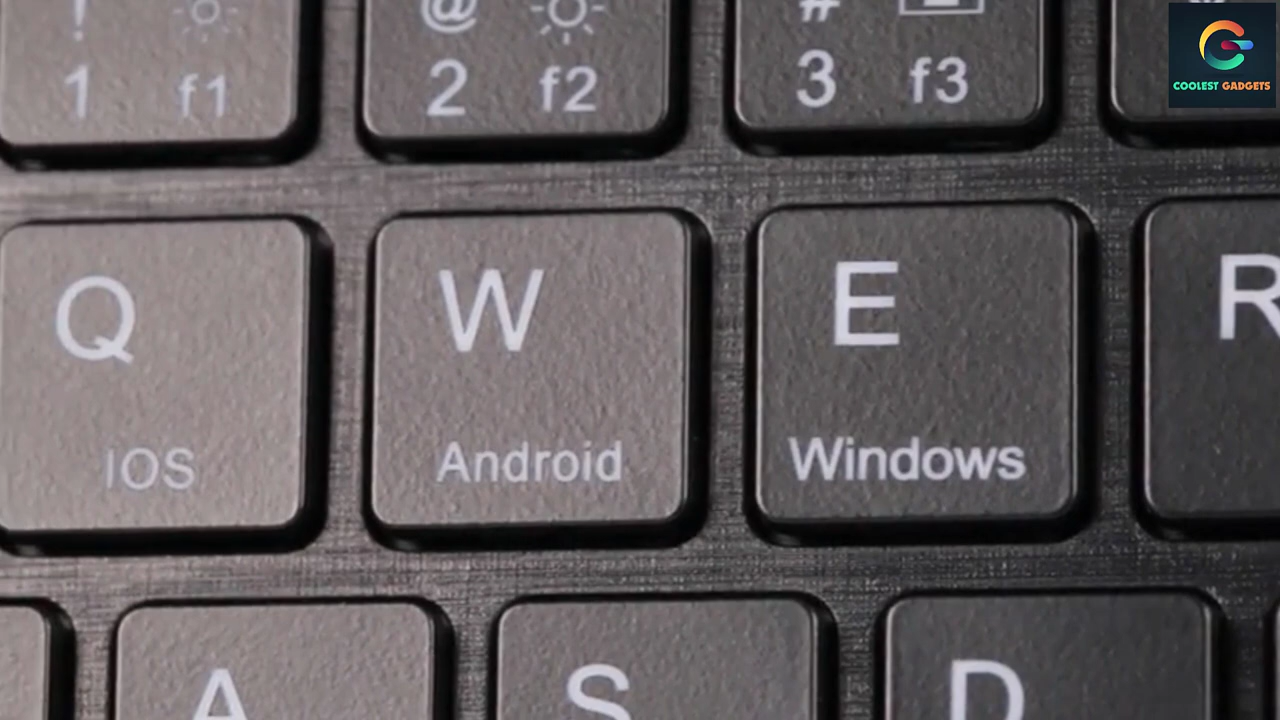 ! @ #
1 f1 2 f2 3 f3
COOLEST GADGETS
Q W E R
IOS Android Windows
A S D